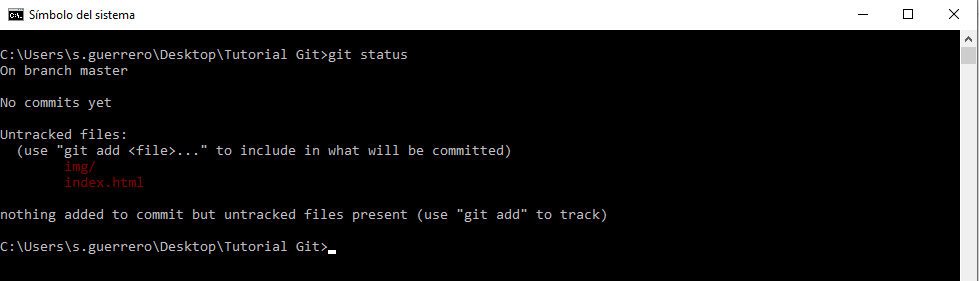 Símbolo del sistema
C:\Users\s.guerrero\Desktop\Tutorial Git>git status
On branch master
No commits yet
Untracked files:
(use "git add <file>..." to include in what will be committed)
img/
index.html
nothing added to commit but untracked files present (use "git add" to track)
C:\Users\s.guerrero\Desktop\Tutorial Git>